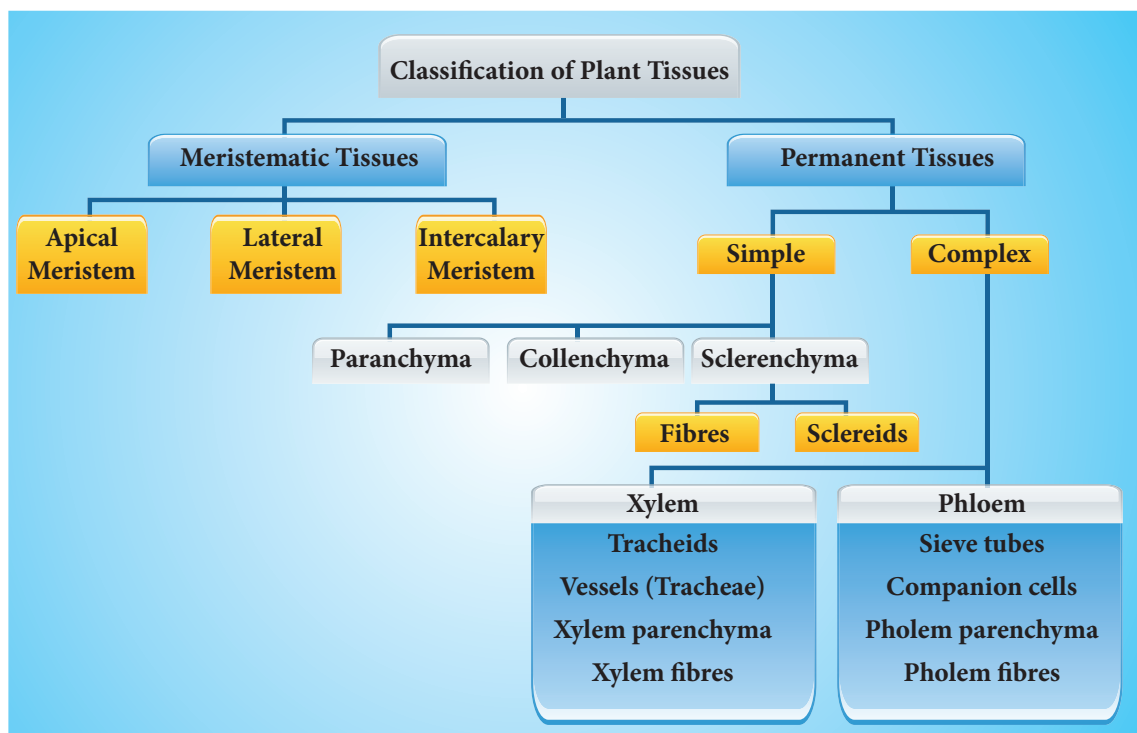 Classification of Plant Tissues
Meristematic Tissues
Permanent Tissues
Apical
Meristem
Lateral
Meristem
Intercalary
Meristem
Simple
Complex
Paranchyma
Collenchyma
Sclerenchyma
Fibres
Sclereids
Xylem
Tracheids
Vessels (Tracheae)
Xylem parenchyma
Xylem fibres
Phloem
Sieve tubes
Companion cells
Pholem parenchyma
Pholem fibres